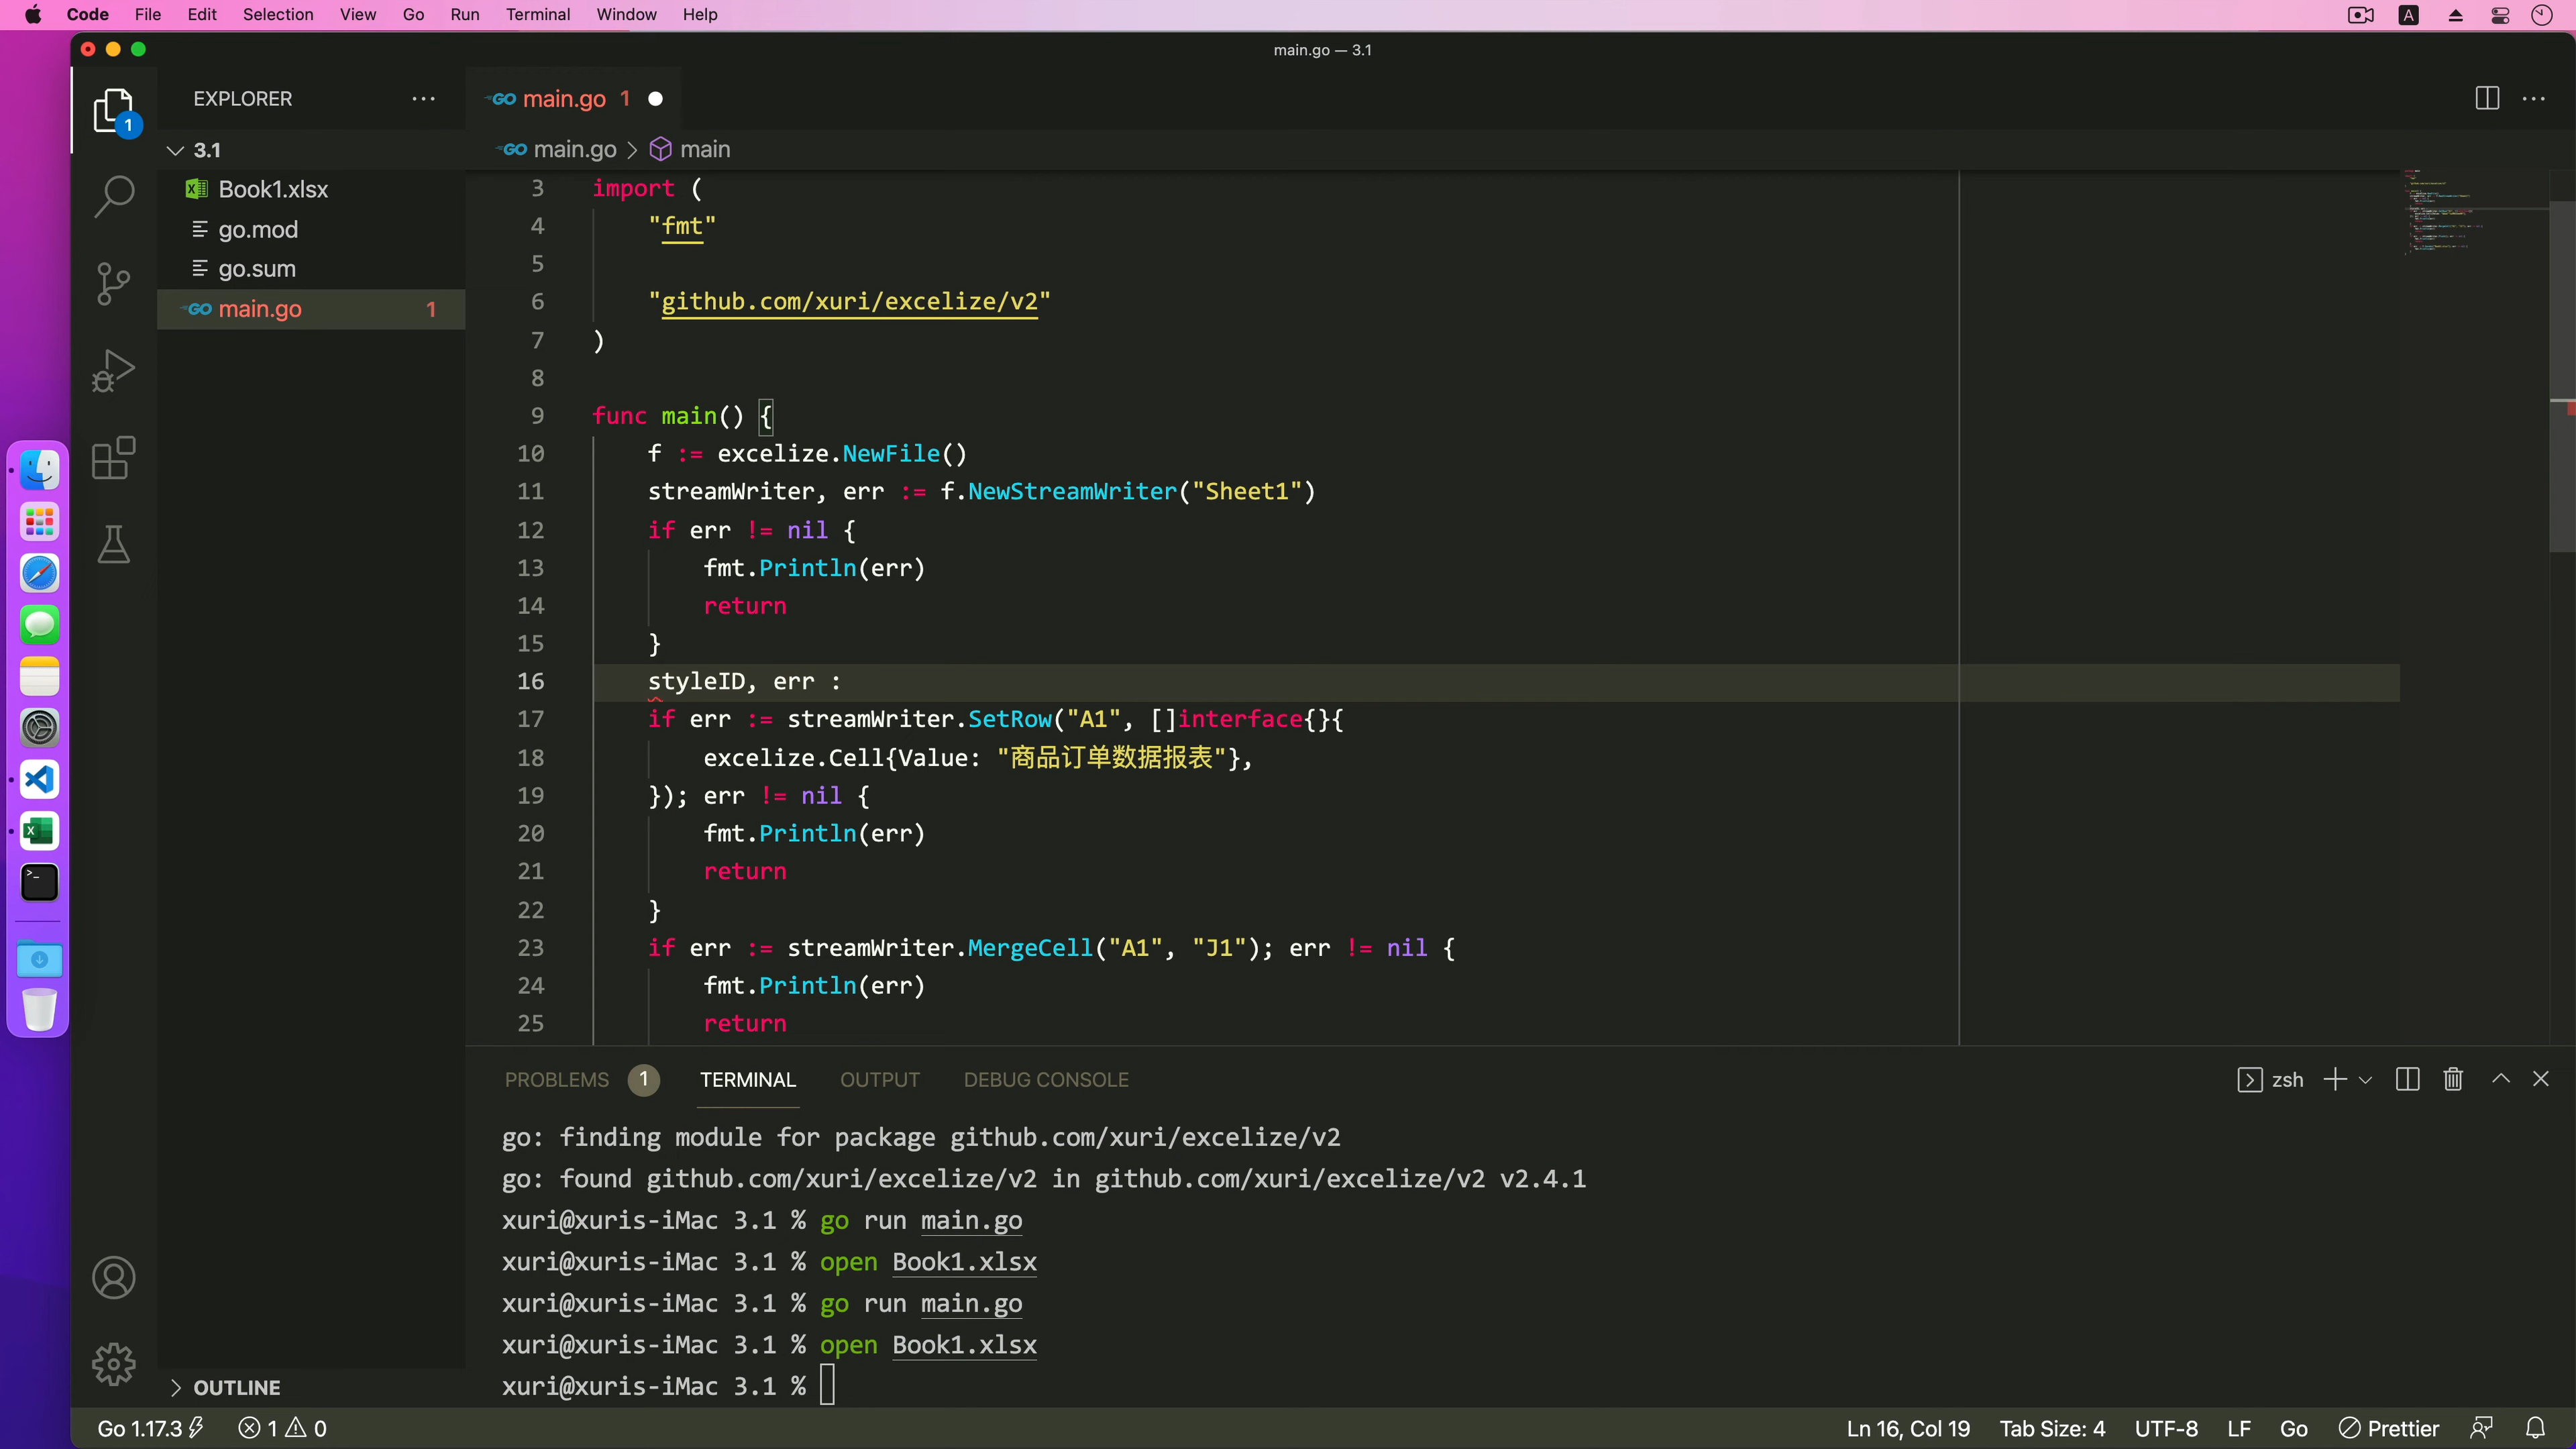 Code File Edit Selection View Go Run Terminal Window Help A
main.go — 3.1
EXPLORER ··· GO main.go 1
1
3.1
GO main.go > main
Book1.xlsx
go.mod
go.sum
GO main.go 1
3 import (
4 "fmt"
5
6 "github.com/xuri/excelize/v2"
7 )
8
9 func main() {
10 f := excelize.NewFile()
11 streamWriter, err := f.NewStreamWriter("Sheet1")
12 if err != nil {
13 fmt.Println(err)
14 return
15 }
16 styleID, err :
17 if err := streamWriter.SetRow("A1", []interface{}{
18 excelize.Cell{Value: "商品订单数据报表"},
19 }); err != nil {
20 fmt.Println(err)
21 return
22 }
23 if err := streamWriter.MergeCell("A1", "J1"); err != nil {
24 fmt.Println(err)
25 return
PROBLEMS 1 TERMINAL OUTPUT DEBUG CONSOLE zsh
go: finding module for package github.com/xuri/excelize/v2
go: found github.com/xuri/excelize/v2 in github.com/xuri/excelize/v2 v2.4.1
xuri@xuris-iMac 3.1 % go run main.go
xuri@xuris-iMac 3.1 % open Book1.xlsx
xuri@xuris-iMac 3.1 % go run main.go
xuri@xuris-iMac 3.1 % open Book1.xlsx
xuri@xuris-iMac 3.1 %
OUTLINE
Go 1.17.3 1 0 Ln 16, Col 19 Tab Size: 4 UTF-8 LF Go Prettier